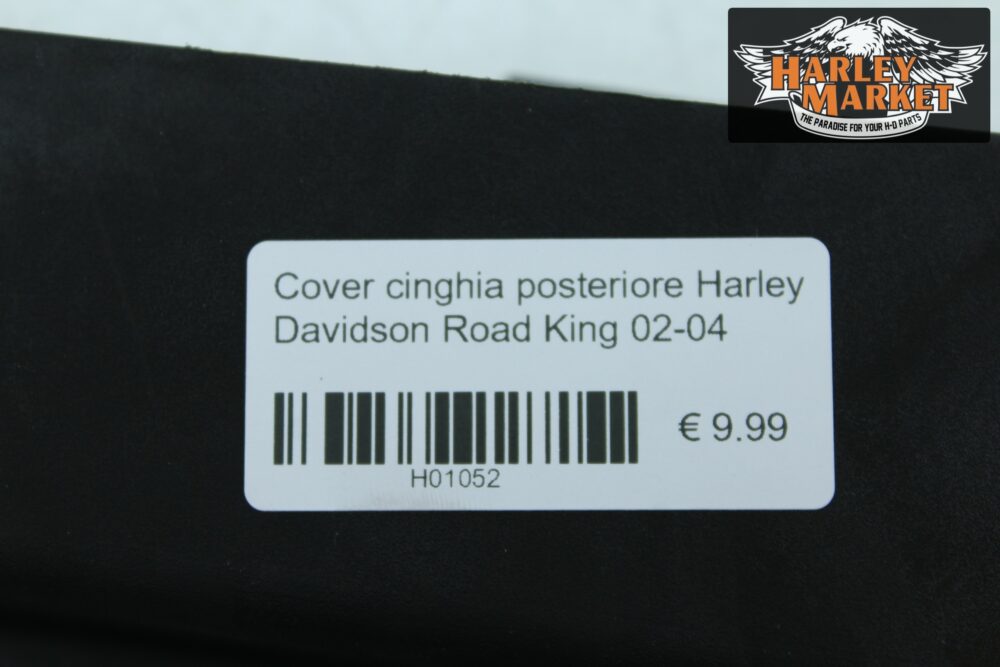 HARLEY
MARKET
THE PARADISE FOR YOUR H-D PARTS
Cover cinghia posteriore Harley
Davidson Road King 02-04
€ 9.99
H01052